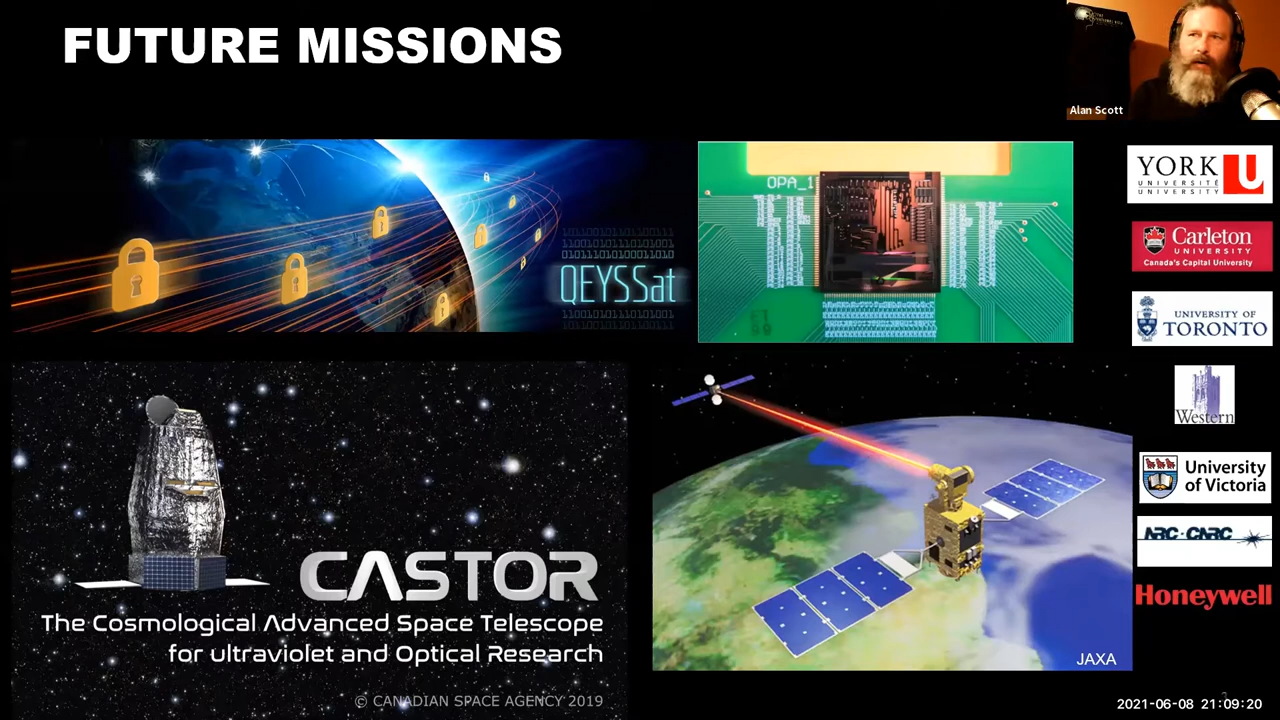 FUTURE MISSIONS
Alan Scott
QEYSSat
OPA_1
YORK U
UNIVERSITÉ
UNIVERSITY
Carleton
UNIVERSITY
Canada's Capital University
UNIVERSITY OF
TORONTO
Western
University
of Victoria
NRC·CNRC
Honeywell
CASTOR
The Cosmological Advanced Space Telescope
for ultraviolet and Optical Research
© CANADIAN SPACE AGENCY 2019
JAXA
2021-06-08 21:09:20